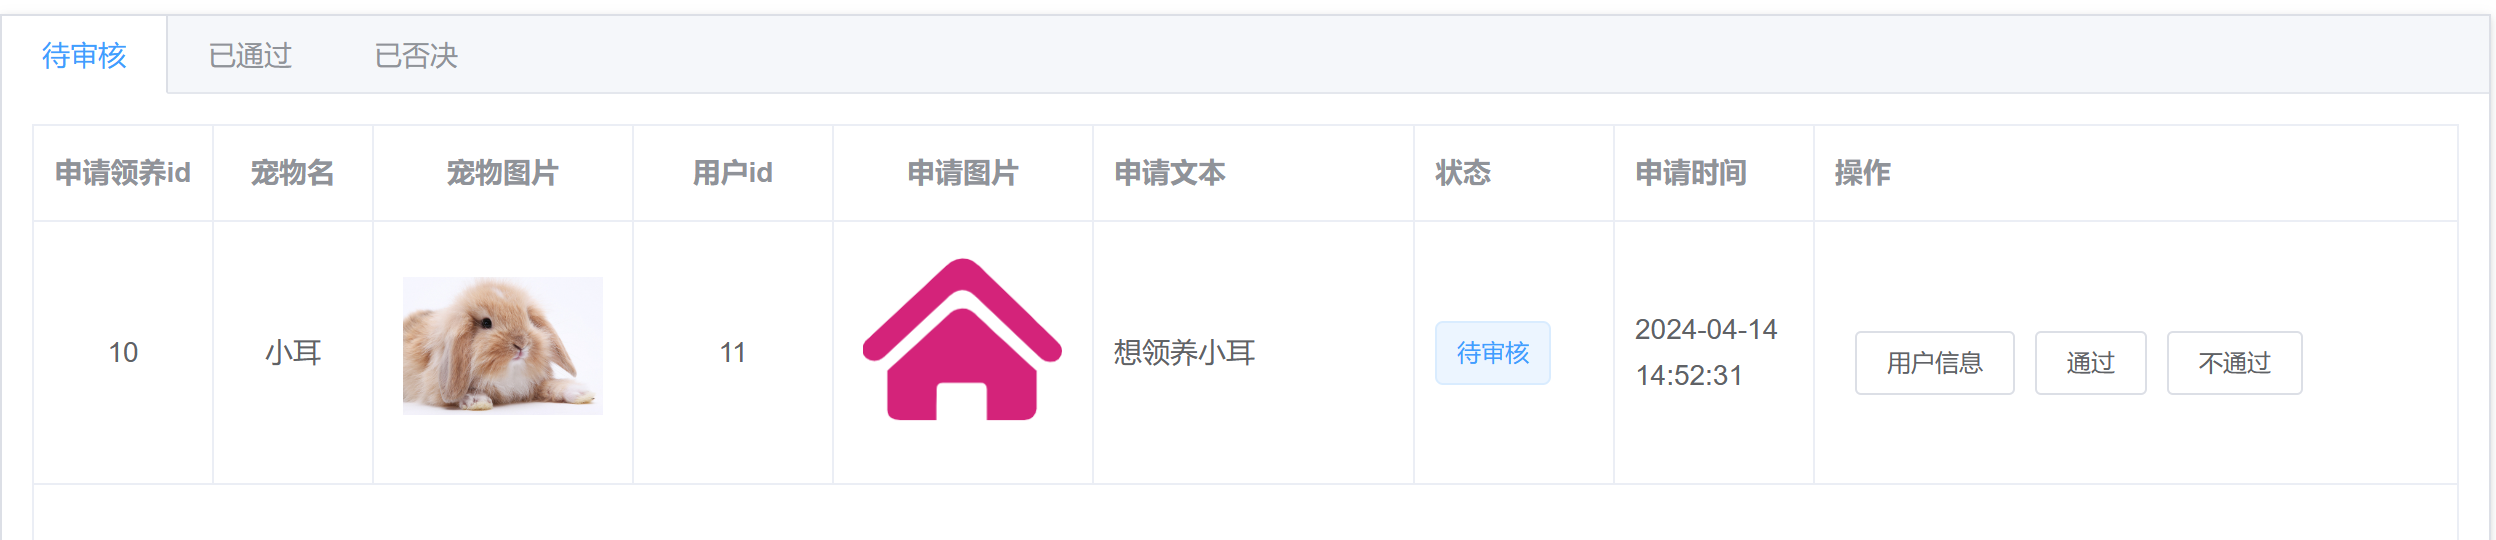 待审核 已通过 已否决
申请领养id 宠物名 宠物图片 用户id 申请图片 申请文本 状态 申请时间 操作
10 小耳 11 想领养小耳 待审核 2024-04-14 14:52:31 用户信息 通过 不通过